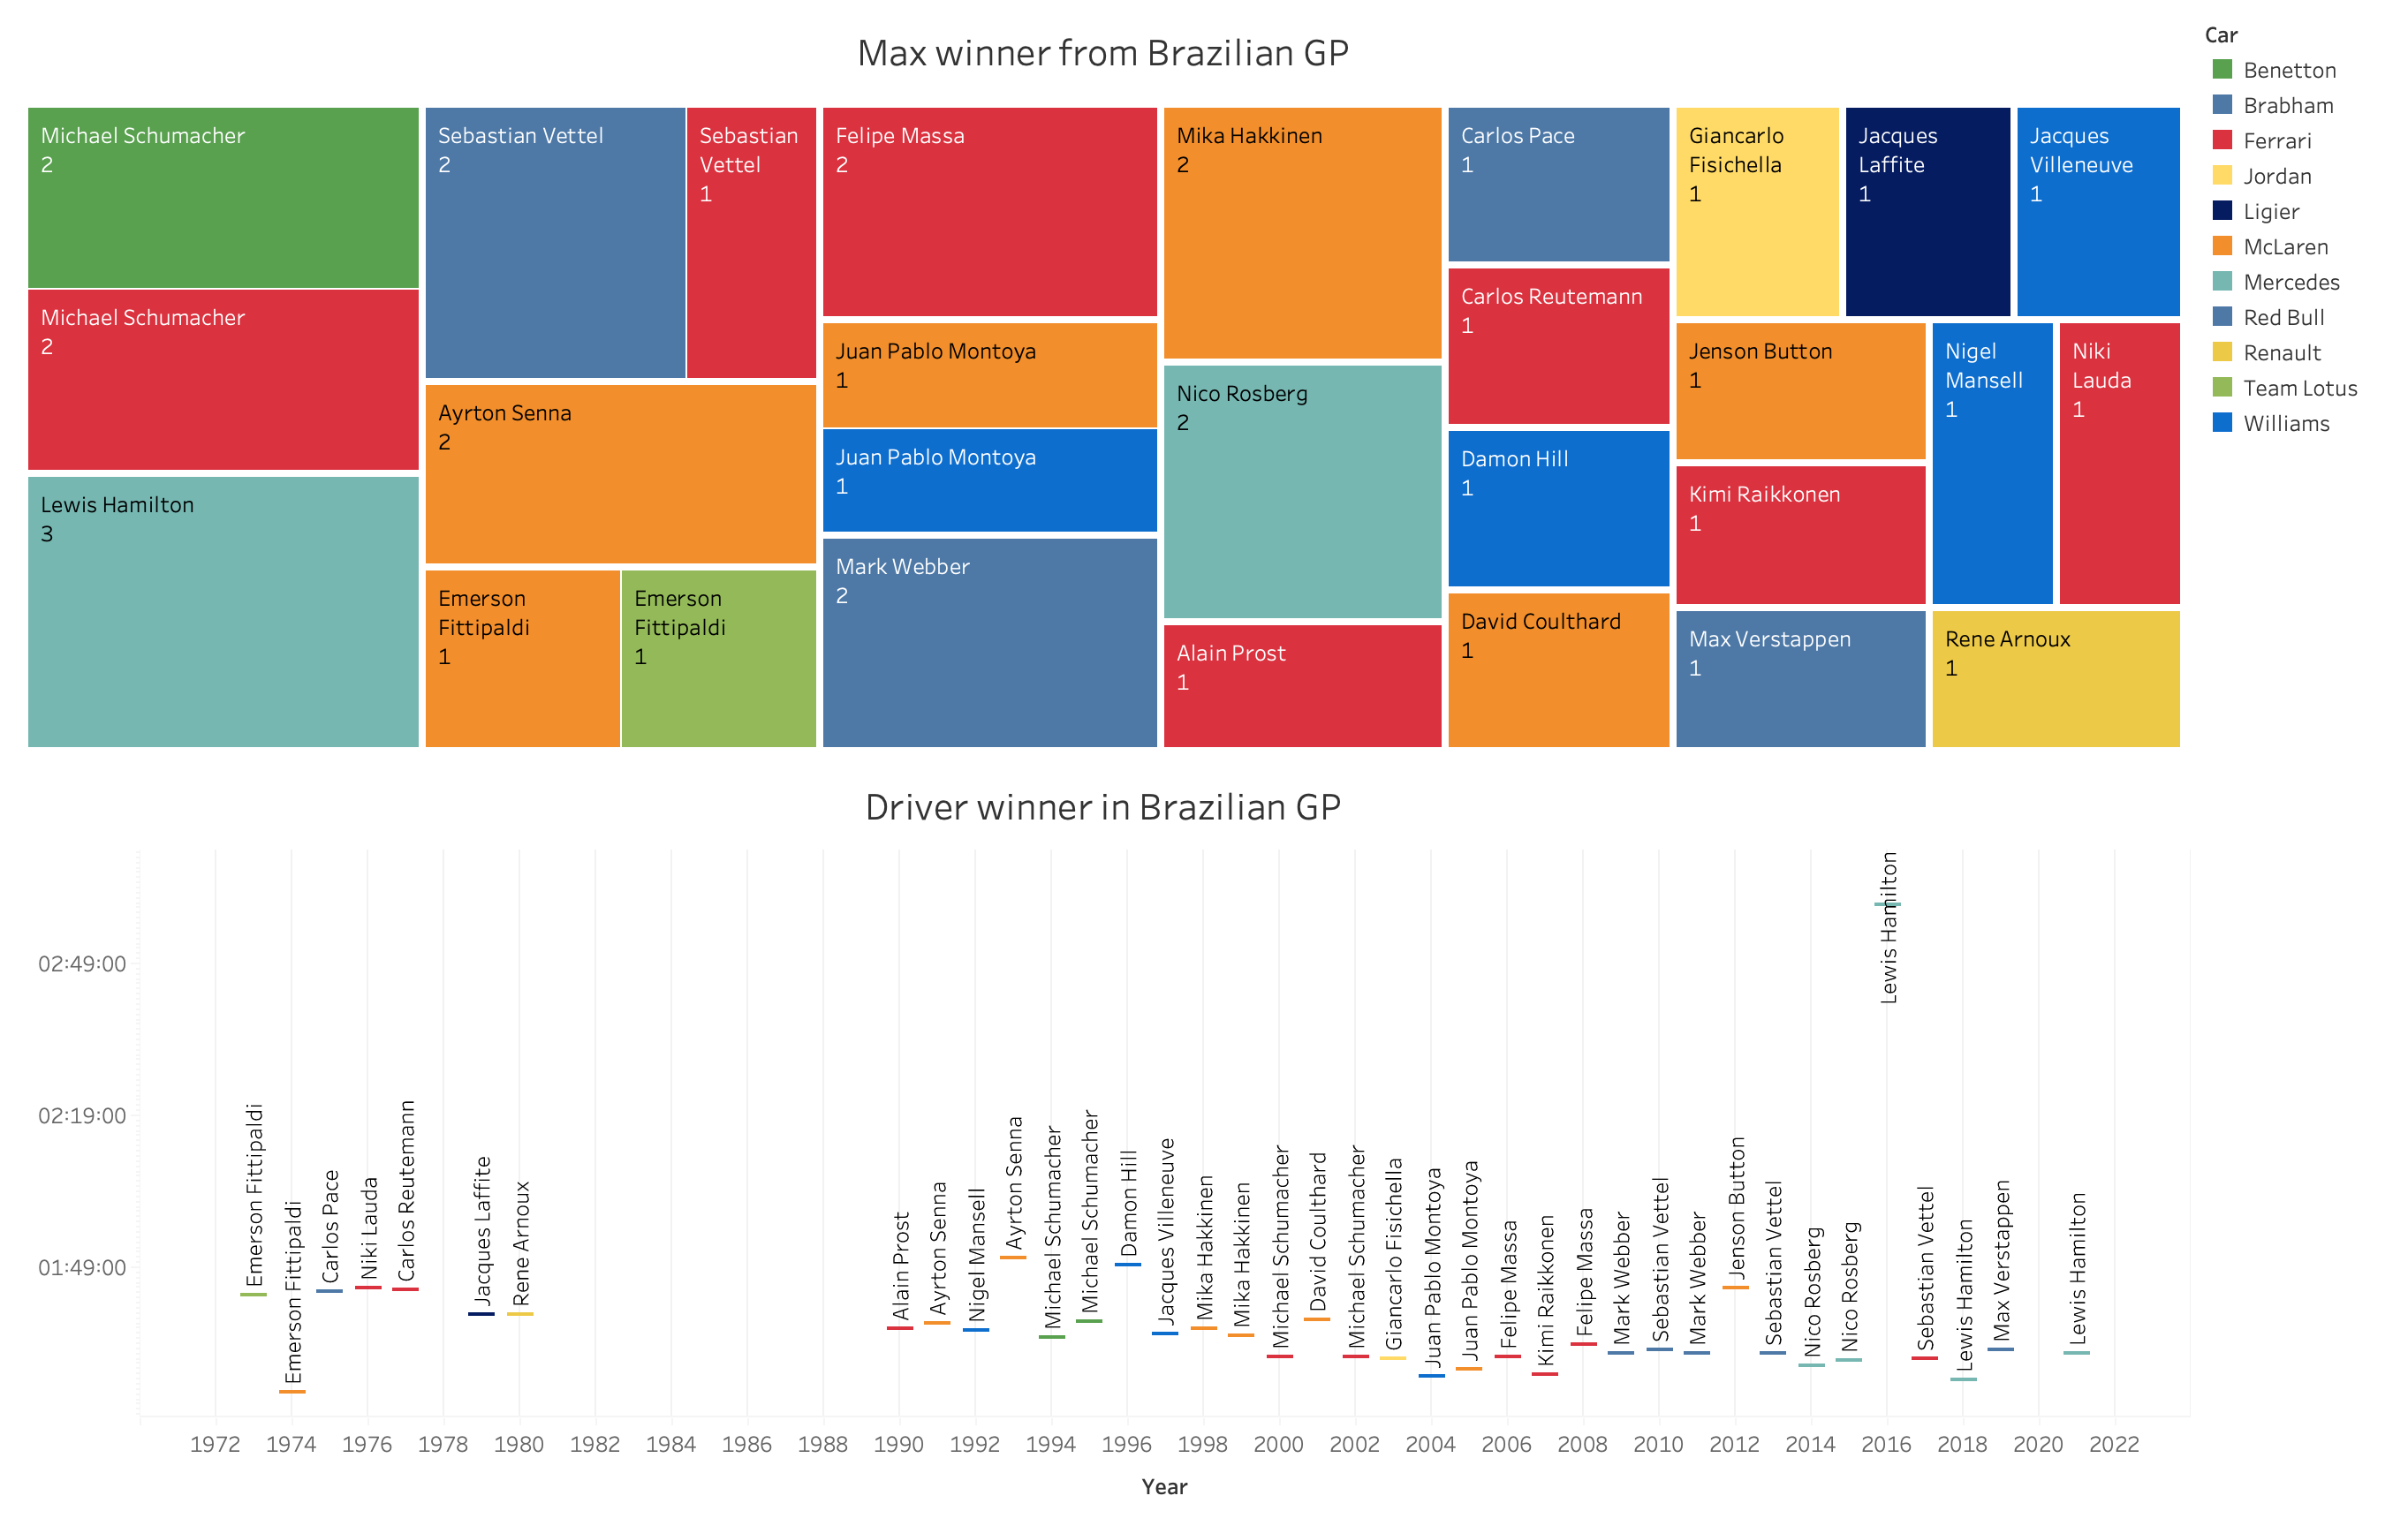 Max winner from Brazilian GP
Car
Benetton
Brabham
Ferrari
Jordan
Ligier
McLaren
Mercedes
Red Bull
Renault
Team Lotus
Williams
Michael Schumacher
2
Michael Schumacher
2
Lewis Hamilton
3
Sebastian Vettel
2
Sebastian
Vettel
1
Ayrton Senna
2
Emerson
Fittipaldi
1
Emerson
Fittipaldi
1
Felipe Massa
2
Juan Pablo Montoya
1
Juan Pablo Montoya
1
Mark Webber
2
Mika Hakkinen
2
Nico Rosberg
2
Alain Prost
1
Carlos Pace
1
Carlos Reutemann
1
Damon Hill
1
David Coulthard
1
Giancarlo
Fisichella
1
Jacques
Laffite
1
Jacques
Villeneuve
1
Jenson Button
1
Kimi Raikkonen
1
Max Verstappen
1
Nigel
Mansell
1
Niki
Lauda
1
Rene Arnoux
1
Driver winner in Brazilian GP
02:49:00
02:19:00
01:49:00
Emerson Fittipaldi
Emerson Fittipaldi
Carlos Pace
Niki Lauda
Carlos Reutemann
Jacques Laffite
Rene Arnoux
Alain Prost
Ayrton Senna
Nigel Mansell
Ayrton Senna
Michael Schumacher
Michael Schumacher
Damon Hill
Jacques Villeneuve
Mika Hakkinen
Mika Hakkinen
Michael Schumacher
David Coulthard
Michael Schumacher
Giancarlo Fisichella
Juan Pablo Montoya
Juan Pablo Montoya
Felipe Massa
Kimi Raikkonen
Felipe Massa
Mark Webber
Sebastian Vettel
Mark Webber
Jenson Button
Sebastian Vettel
Nico Rosberg
Nico Rosberg
Lewis Hamilton
Sebastian Vettel
Lewis Hamilton
Max Verstappen
Lewis Hamilton
1972 1974 1976 1978 1980 1982 1984 1986 1988 1990 1992 1994 1996 1998 2000 2002 2004 2006 2008 2010 2012 2014 2016 2018 2020 2022
Year